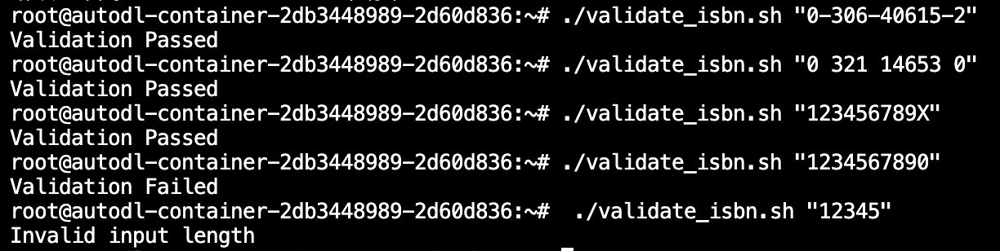 root@autodl-container-2db3448989-2d60d836:~# ./validate_isbn.sh "0-306-40615-2"
Validation Passed
root@autodl-container-2db3448989-2d60d836:~# ./validate_isbn.sh "0 321 14653 0"
Validation Passed
root@autodl-container-2db3448989-2d60d836:~# ./validate_isbn.sh "123456789X"
Validation Passed
root@autodl-container-2db3448989-2d60d836:~# ./validate_isbn.sh "1234567890"
Validation Failed
root@autodl-container-2db3448989-2d60d836:~#  ./validate_isbn.sh "12345"
Invalid input length